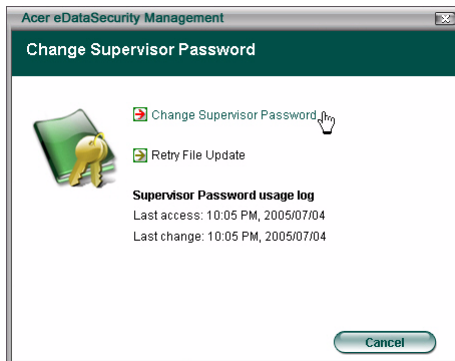 Acer eDataSecurity Management
Change Supervisor Password
Change Supervisor Password
Retry File Update
Supervisor Password usage log
Last access: 10:05 PM, 2005/07/04
Last change: 10:05 PM, 2005/07/04
Cancel